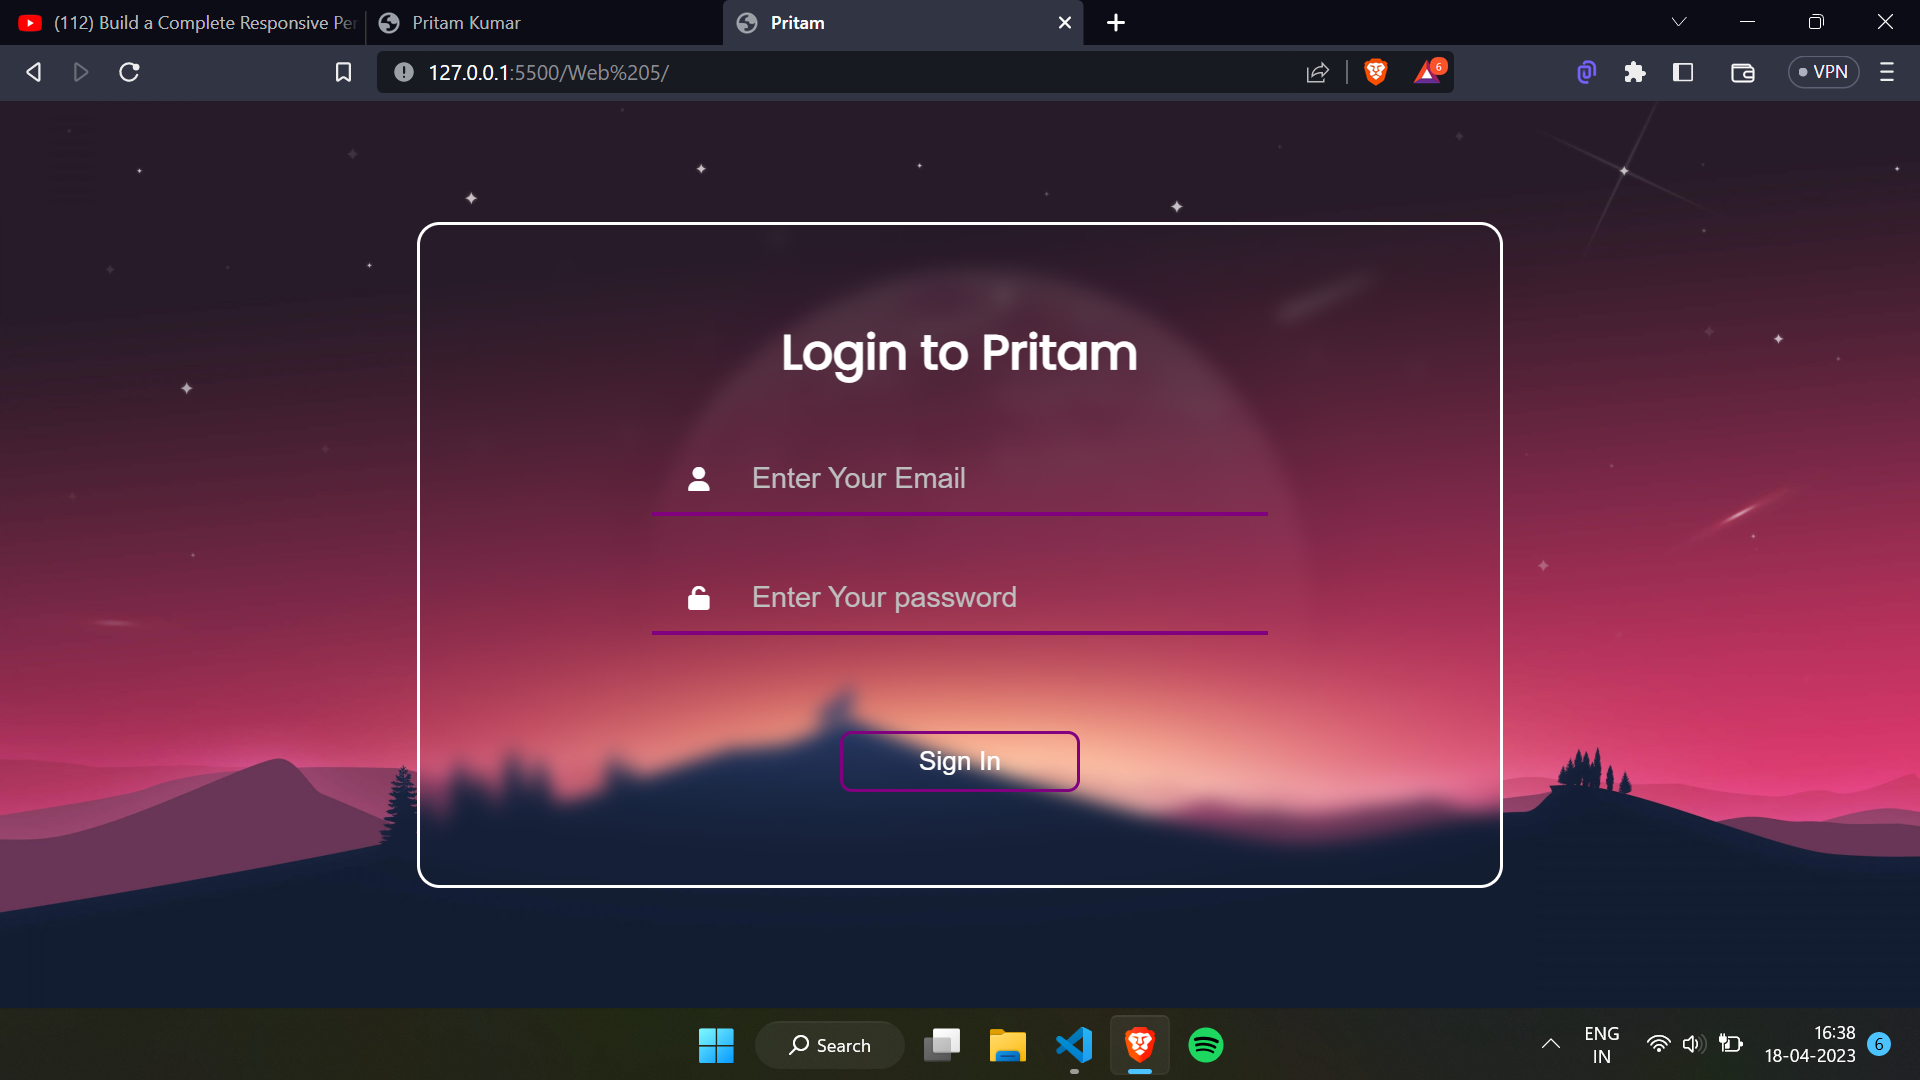 (112) Build a Complete Responsive Per
Pritam Kumar
Pritam
127.0.0.1:5500/Web%205/
6
VPN
Login to Pritam
Enter Your Email
Enter Your password
Sign In
Search
ENG
IN
16:38
18-04-2023
6